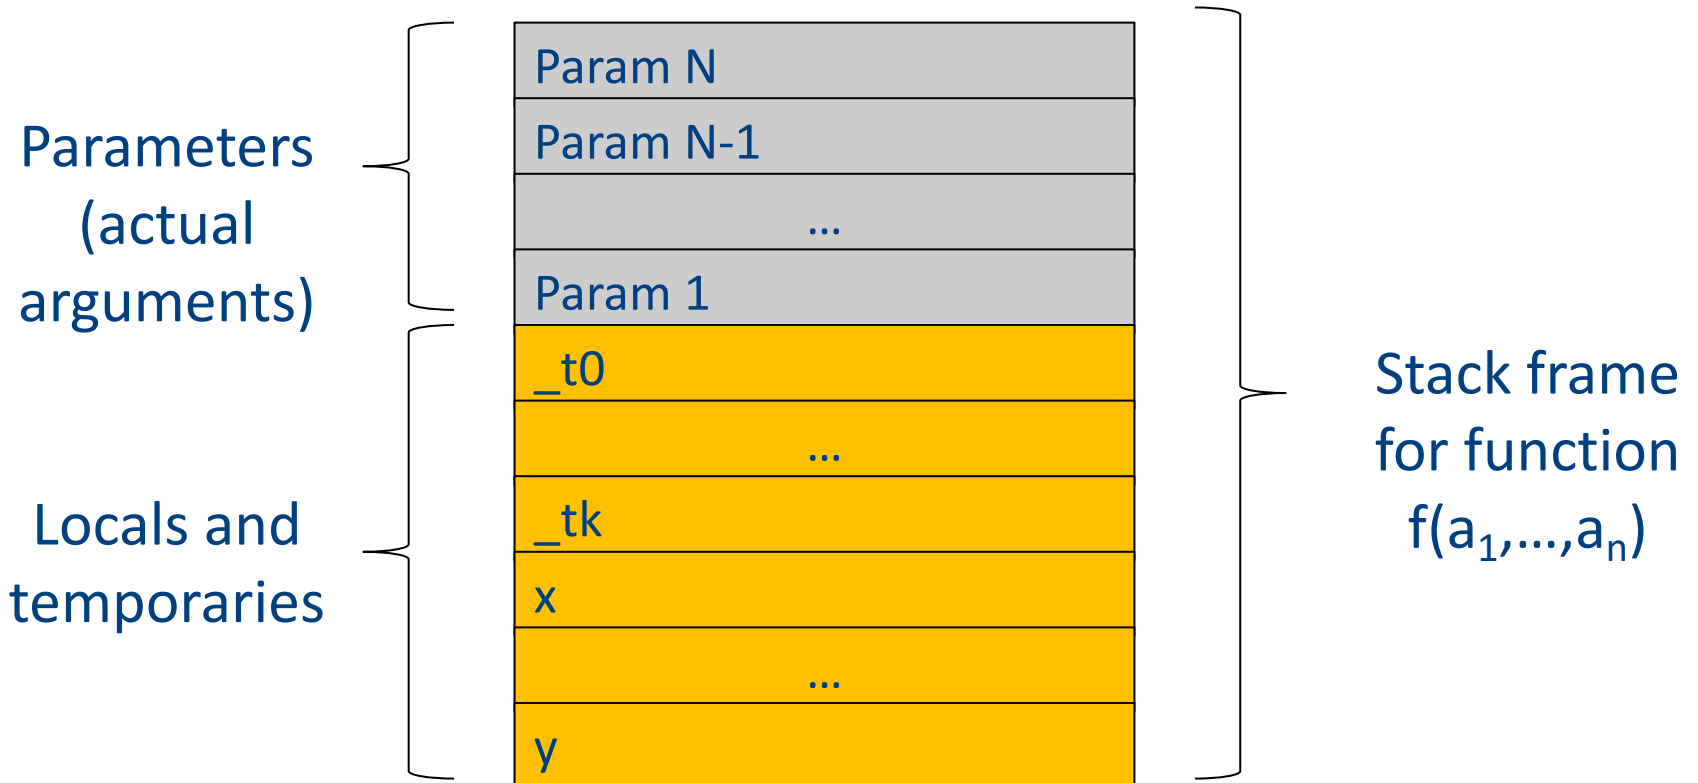 Parameters
(actual
arguments)
Locals and
temporaries
Param N
Param N-1
...
Param 1
_t0
...
_tk
x
...
y
Stack frame
for function
f(a₁,...,aₙ)